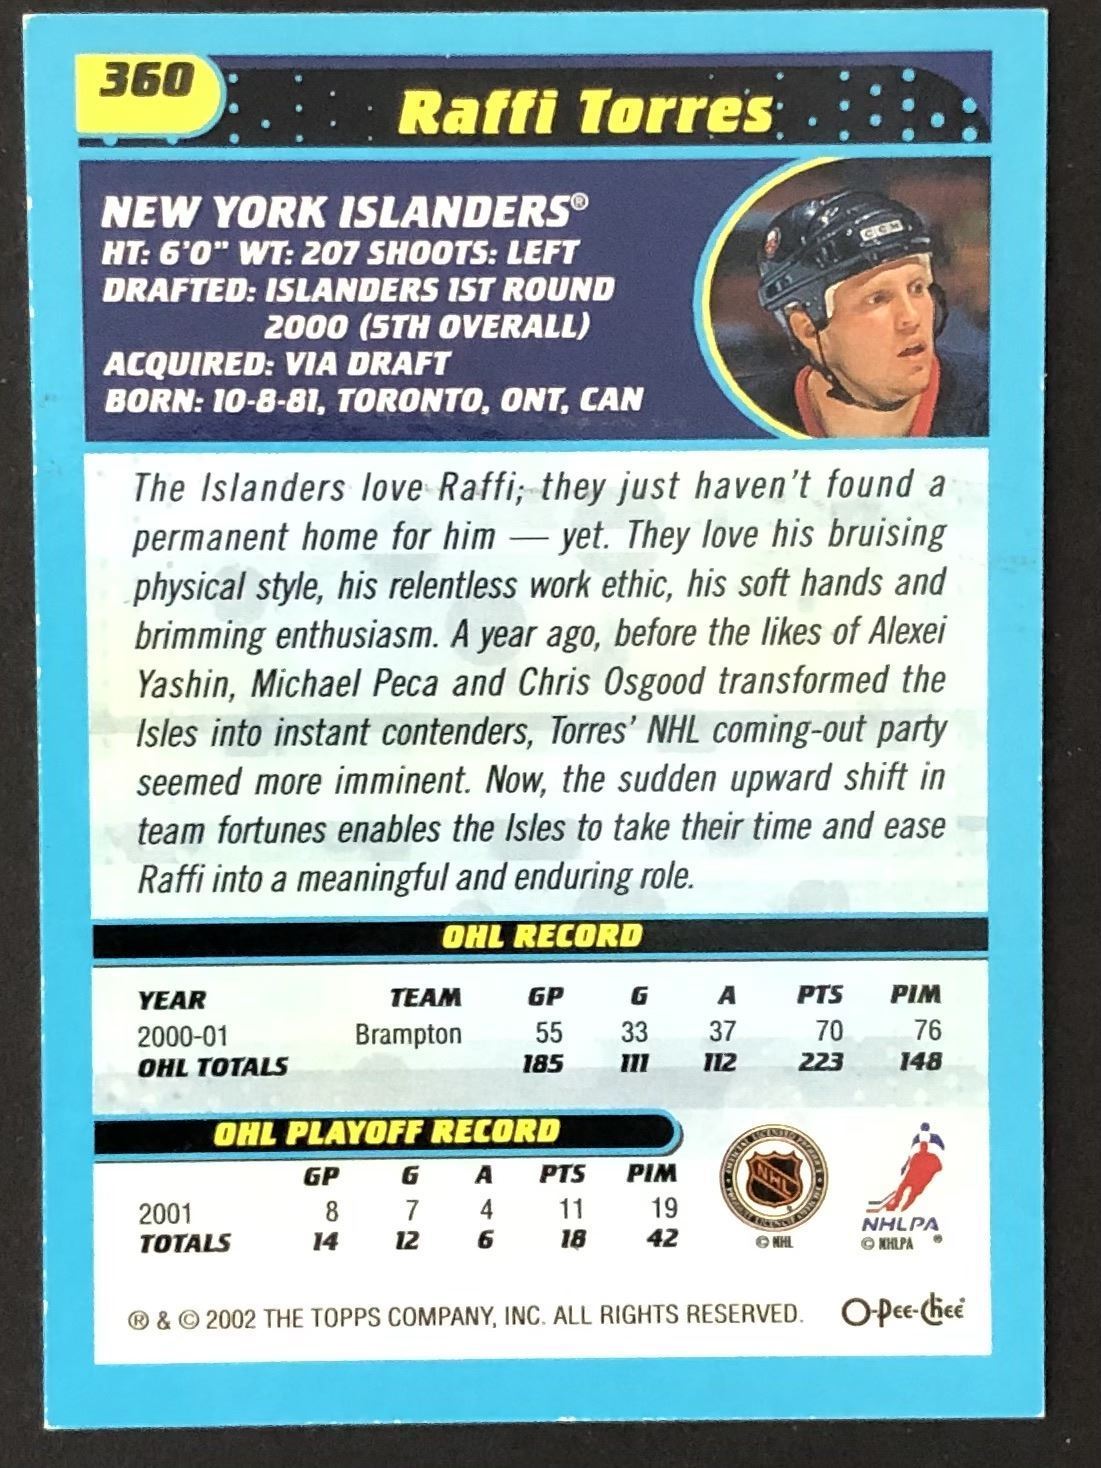 360
Raffi Torres
NEW YORK ISLANDERS®
HT: 6'0" WT: 207 SHOOTS: LEFT
DRAFTED: ISLANDERS 1ST ROUND
2000 (5TH OVERALL)
ACQUIRED: VIA DRAFT
BORN: 10-8-81, TORONTO, ONT, CAN
CCM
The Islanders love Raffi; they just haven't found a
permanent home for him — yet. They love his bruising
physical style, his relentless work ethic, his soft hands and
brimming enthusiasm. A year ago, before the likes of Alexei
Yashin, Michael Peca and Chris Osgood transformed the
Isles into instant contenders, Torres' NHL coming-out party
seemed more imminent. Now, the sudden upward shift in
team fortunes enables the Isles to take their time and ease
Raffi into a meaningful and enduring role.
OHL RECORD
YEAR TEAM GP G A PTS PIM
2000-01 Brampton 55 33 37 70 76
OHL TOTALS 185 111 112 223 148
OHL PLAYOFF RECORD
GP G A PTS PIM
2001 8 7 4 11 19
TOTALS 14 12 6 18 42
NHL
© NHL
NHLPA
© NHLPA ®
® & © 2002 THE TOPPS COMPANY, INC. ALL RIGHTS RESERVED.
O-Pee-Chee